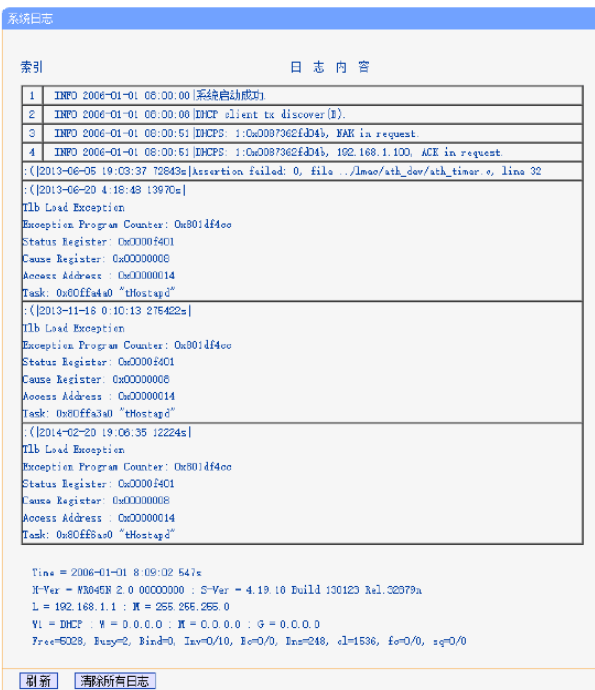 系统日志
索引 日志内容
1 INFO 2006-01-01 08:00:00|系统启动成功.
2 INFO 2006-01-01 08:00:08|DHCP client tx discover(B).
3 INFO 2006-01-01 08:00:51|DHCPS: 1:0x0087362fd04b, NAK in request.
4 INFO 2006-01-01 08:00:51|DHCPS: 1:0x0087362fd04b, 192.168.1.100, ACK in request.
:(|2013-06-05 19:03:37 72843s|Assertion failed: 0, file ../lmac/ath_dev/ath_timer.c, line 32
:(|2013-06-20 4:18:48 13970s|
Tlb Load Exception
Exception Program Counter: 0x801df4cc
Status Register: 0x0000f401
Cause Register: 0x00000008
Access Address : 0x00000014
Task: 0x80ffa4a0 "tHostapd"
:(|2013-11-16 0:10:13 275422s|
Tlb Load Exception
Exception Program Counter: 0x801df4cc
Status Register: 0x0000f401
Cause Register: 0x00000008
Access Address : 0x00000014
Task: 0x80ffa3a0 "tHostapd"
:(|2014-02-20 19:06:35 12224s|
Tlb Load Exception
Exception Program Counter: 0x801df4cc
Status Register: 0x0000f401
Cause Register: 0x00000008
Access Address : 0x00000014
Task: 0x80ff6ac0 "tHostapd"
Time = 2006-01-01 8:09:02 547s
H-Ver = WR845N 2.0 00000000 : S-Ver = 4.19.18 Build 130123 Rel.32879n
L = 192.168.1.1 : M = 255.255.255.0
W1 = DHCP : W = 0.0.0.0 : M = 0.0.0.0 : G = 0.0.0.0
Free=5028, Busy=2, Bind=0, Inv=0/10, Bc=0/0, Dns=248, cl=1536, fc=0/0, sq=0/0
刷新 清除所有日志